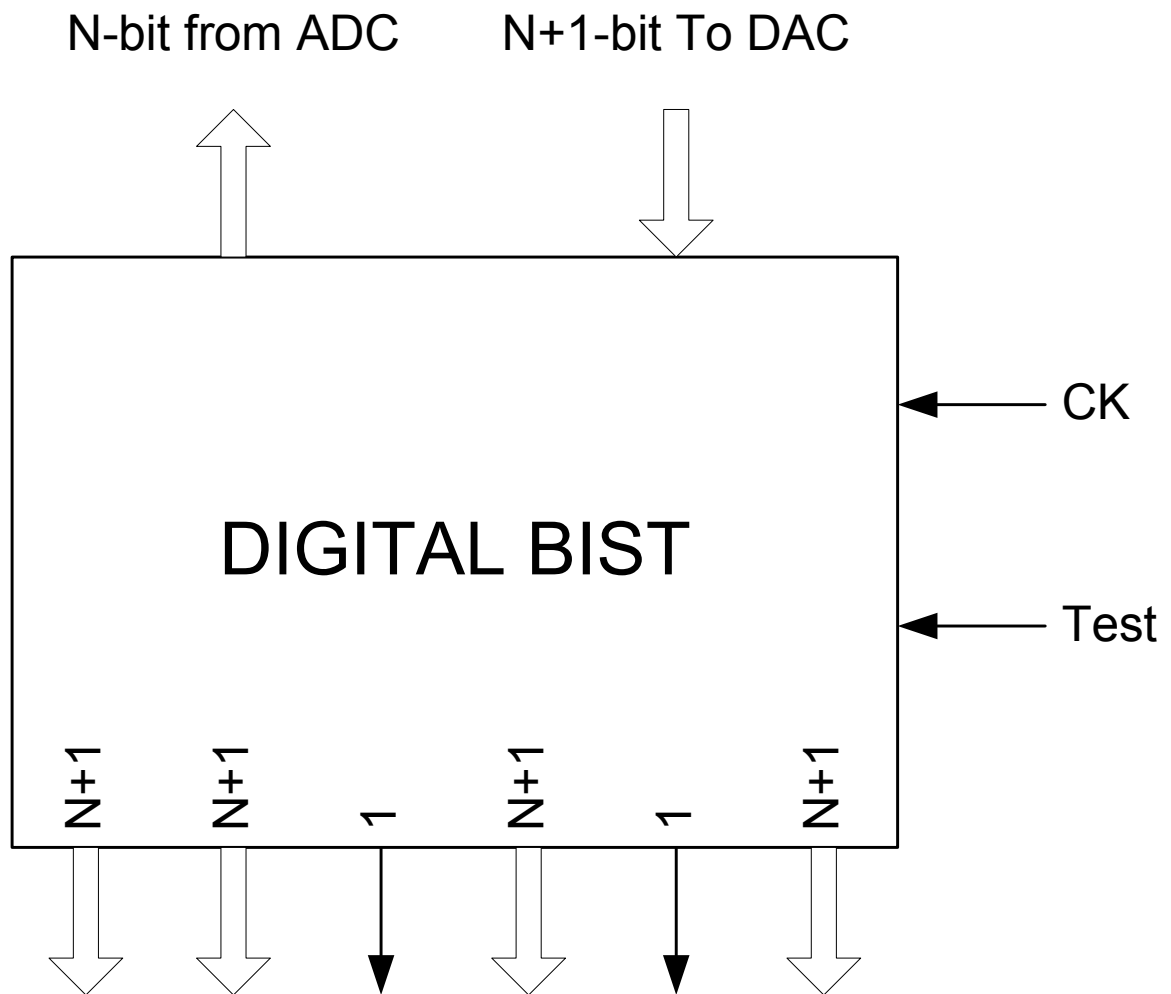 N-bit from ADC
N+1-bit To DAC
CK
DIGITAL BIST
Test
N+1
N+1
1
N+1
1
N+1